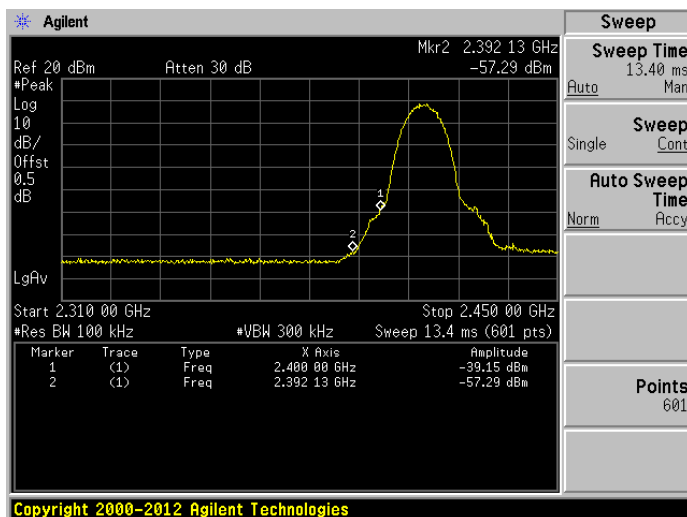 Agilent
Sweep
Mkr2 2.392 13 GHz
Ref 20 dBm Atten 30 dB -57.29 dBm
#Peak
Log
10
dB/
Offst
0.5
dB
1
2
LgAv
Start 2.310 00 GHz Stop 2.450 00 GHz
#Res BW 100 kHz #VBW 300 kHz Sweep 13.4 ms (601 pts)
Marker Trace Type X Axis Amplitude
1 (1) Freq 2.400 00 GHz -39.15 dBm
2 (1) Freq 2.392 13 GHz -57.29 dBm
Sweep Time
13.40 ms
Auto Man
Sweep
Single Cont
Auto Sweep
Time
Norm Accy
Points
601
Copyright 2000-2012 Agilent Technologies